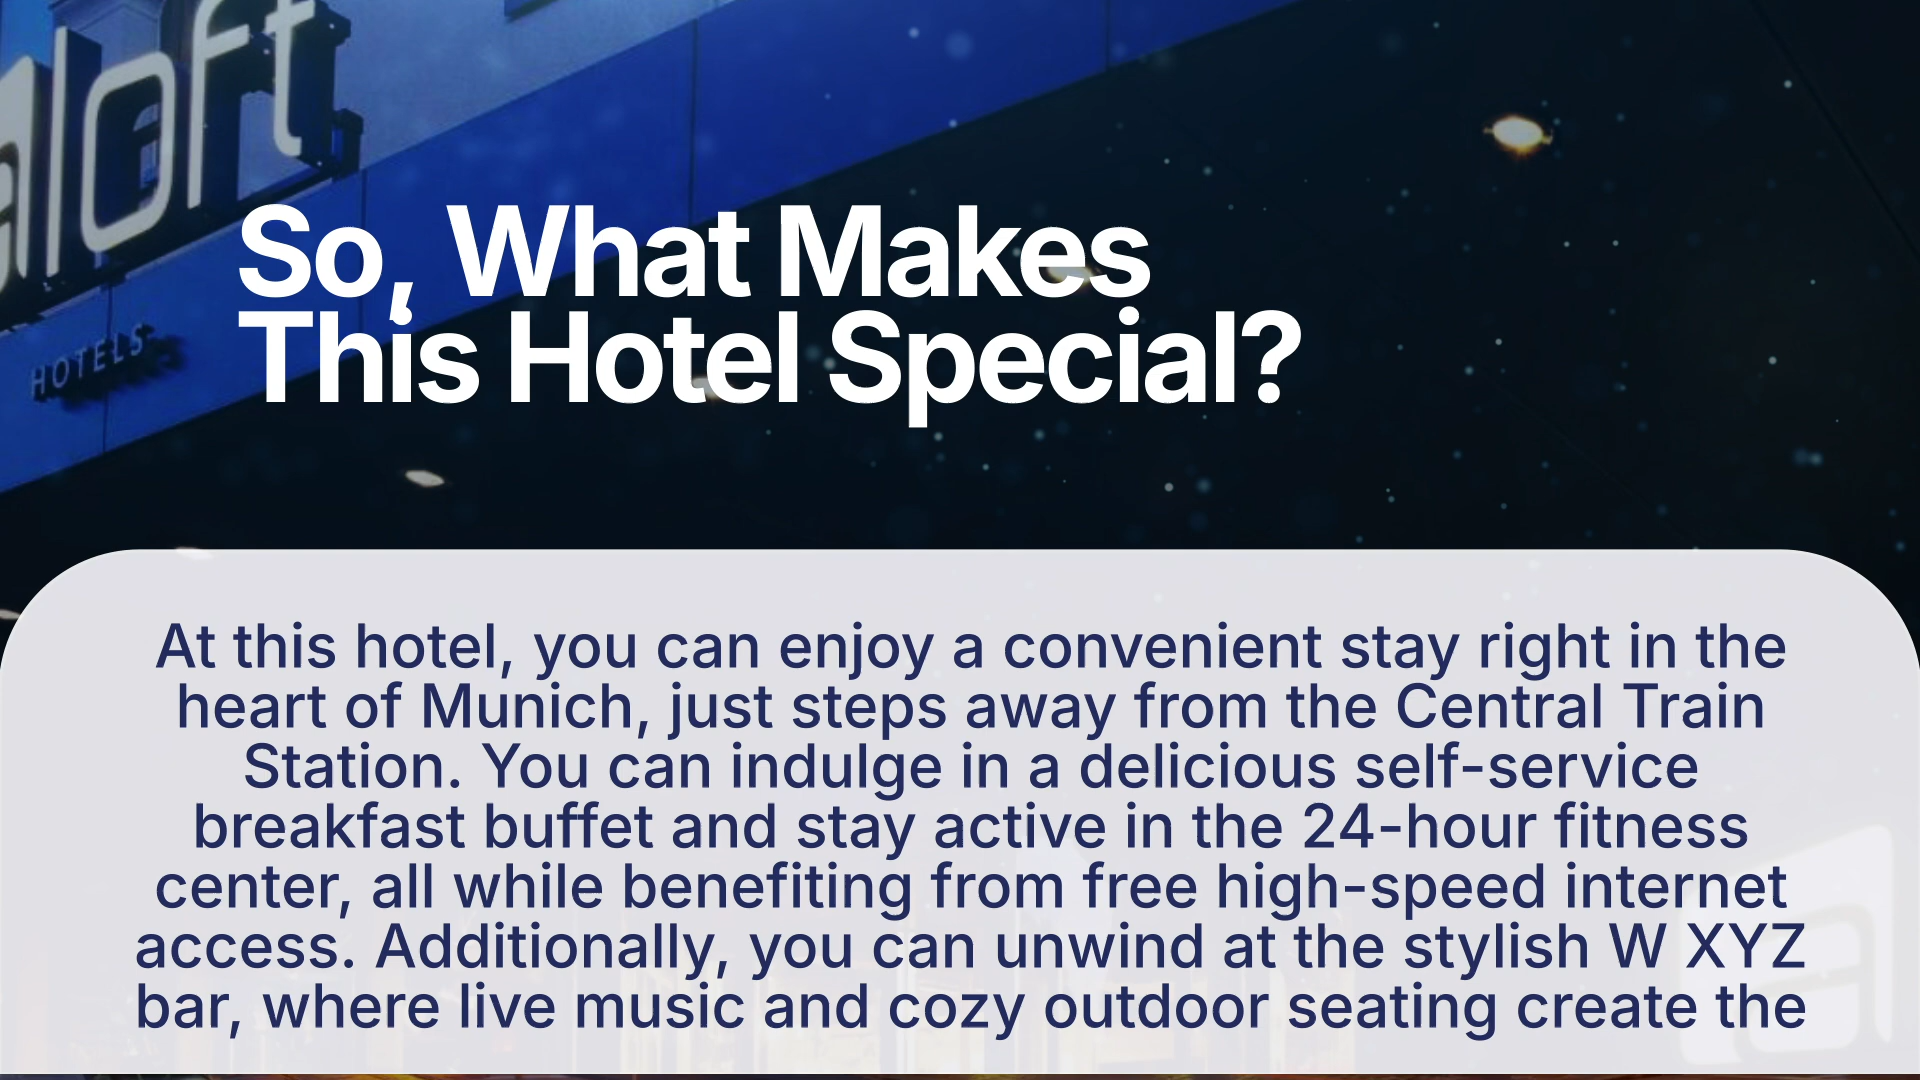 aloft
HOTELS
So, What Makes
This Hotel Special?
At this hotel, you can enjoy a convenient stay right in the
heart of Munich, just steps away from the Central Train
Station. You can indulge in a delicious self-service
breakfast buffet and stay active in the 24-hour fitness
center, all while benefiting from free high-speed internet
access. Additionally, you can unwind at the stylish W XYZ
bar, where live music and cozy outdoor seating create the